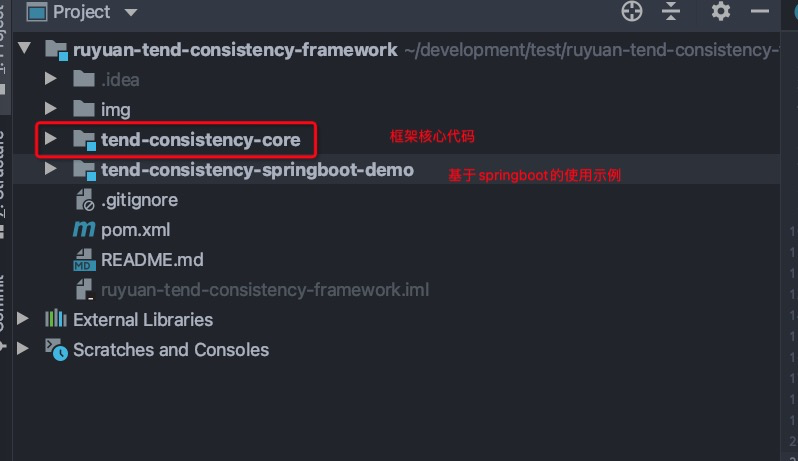 Project
ruyuan-tend-consistency-framework ~/development/test/ruyuan-tend-consistency-
.idea
img
tend-consistency-core
框架核心代码
tend-consistency-springboot-demo
基于springboot的使用示例
.gitignore
pom.xml
README.md
ruyuan-tend-consistency-framework.iml
External Libraries
Scratches and Consoles